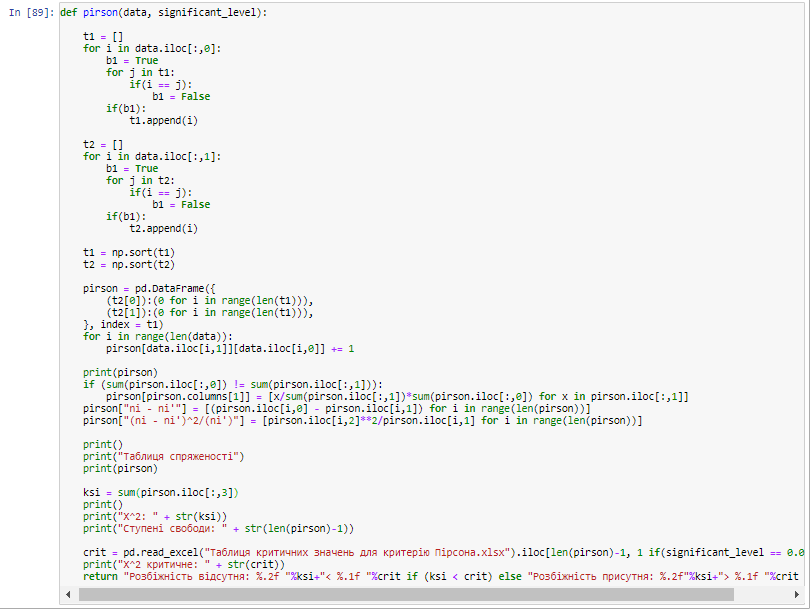 In [89]: def pirson(data, significant_level):
t1 = []
for i in data.iloc[:,0]:
b1 = True
for j in t1:
if(i == j):
b1 = False
if(b1):
t1.append(i)
t2 = []
for i in data.iloc[:,1]:
b1 = True
for j in t2:
if(i == j):
b1 = False
if(b1):
t2.append(i)
t1 = np.sort(t1)
t2 = np.sort(t2)
pirson = pd.DataFrame({
(t2[0]):(0 for i in range(len(t1))),
(t2[1]):(0 for i in range(len(t1))),
}, index = t1)
for i in range(len(data)):
pirson[data.iloc[i,1]][data.iloc[i,0]] += 1
print(pirson)
if (sum(pirson.iloc[:,0]) != sum(pirson.iloc[:,1])):
pirson[pirson.columns[1]] = [x/sum(pirson.iloc[:,1])*sum(pirson.iloc[:,0]) for x in pirson.iloc[:,1]]
pirson["ni - ni'"] = [(pirson.iloc[i,0] - pirson.iloc[i,1]) for i in range(len(pirson))]
pirson["(ni - ni')^2/(ni')"] = [pirson.iloc[i,2]**2/pirson.iloc[i,1] for i in range(len(pirson))]
print()
print("Таблиця спряженості")
print(pirson)
ksi = sum(pirson.iloc[:,3])
print()
print("X^2: " + str(ksi))
print("Ступені свободи: " + str(len(pirson)-1))
crit = pd.read_excel("Таблиця критичних значень для критерію Пірсона.xlsx").iloc[len(pirson)-1, 1 if(significant_level == 0.0
print("X^2 критичне: " + str(crit))
return "Розбіжність відсутня: %.2f "%ksi+"< %.1f "%crit if (ksi < crit) else "Розбіжність присутня: %.2f"%ksi+"> %.1f "%crit